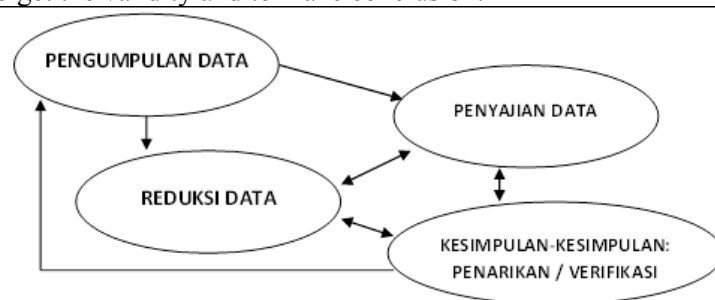 PENGUMPULAN DATA
PENYAJIAN DATA
REDUKSI DATA
KESIMPULAN-KESIMPULAN:
PENARIKAN / VERIFIKASI